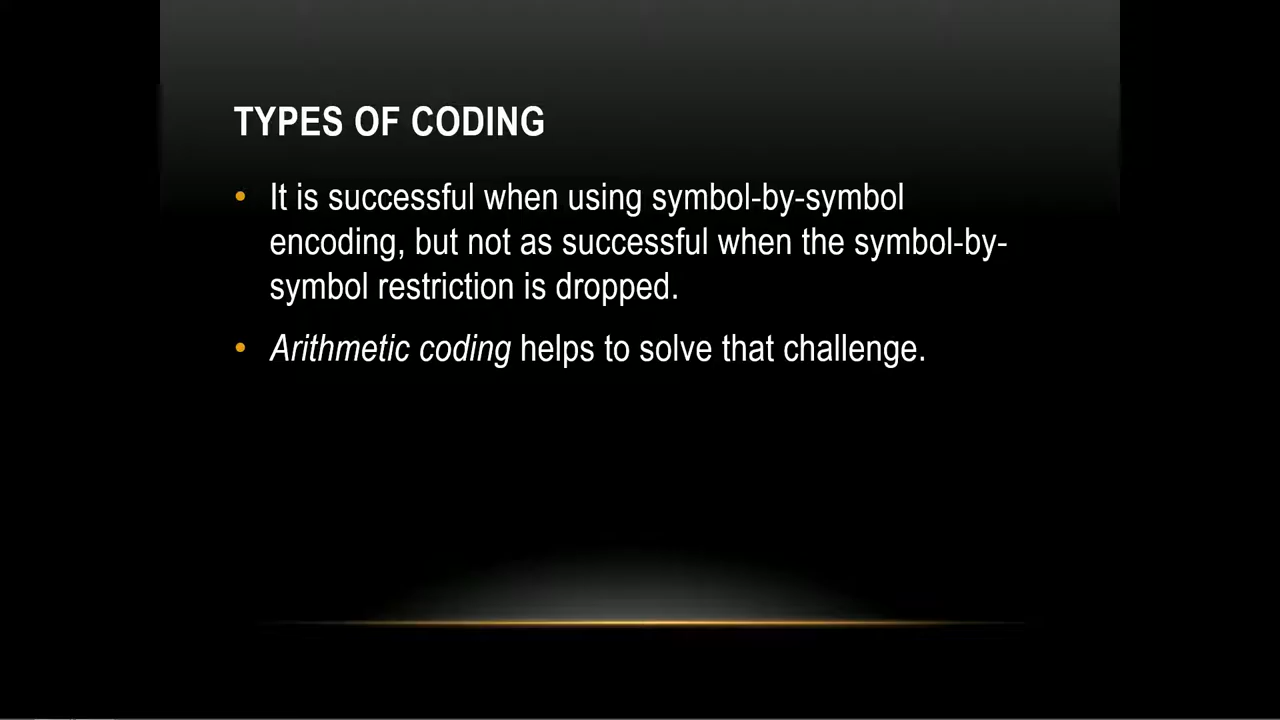 TYPES OF CODING
• It is successful when using symbol-by-symbol
encoding, but not as successful when the symbol-by-
symbol restriction is dropped.
• Arithmetic coding helps to solve that challenge.